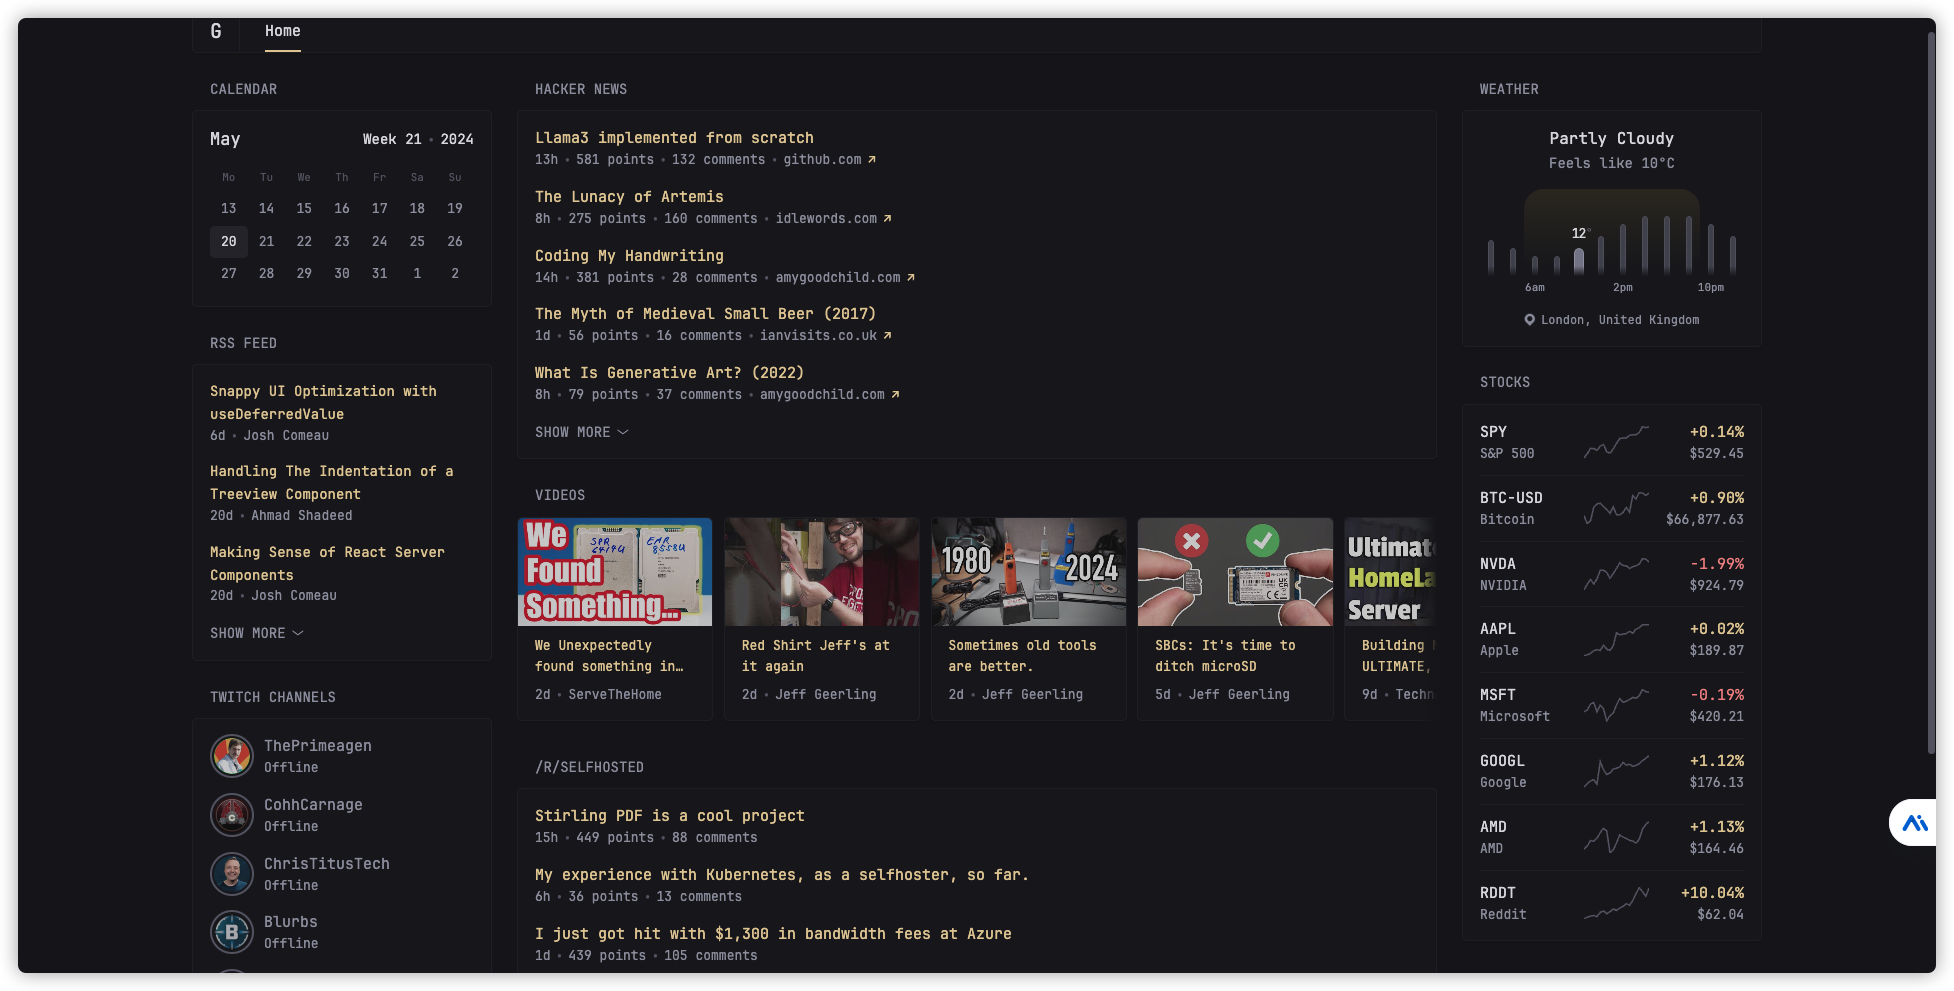 G
Home
CALENDAR
May
Week 21 • 2024
Mo Tu We Th Fr Sa Su
13 14 15 16 17 18 19
20 21 22 23 24 25 26
27 28 29 30 31 1 2
RSS FEED
Snappy UI Optimization with
useDeferredValue
6d • Josh Comeau
Handling The Indentation of a
Treeview Component
20d • Ahmad Shadeed
Making Sense of React Server
Components
20d • Josh Comeau
SHOW MORE
TWITCH CHANNELS
ThePrimeagen
Offline
CohhCarnage
Offline
ChrisTitusTech
Offline
B
Blurbs
Offline
HACKER NEWS
Llama3 implemented from scratch
13h • 581 points • 132 comments • github.com
The Lunacy of Artemis
8h • 275 points • 160 comments • idlewords.com
Coding My Handwriting
14h • 381 points • 28 comments • amygoodchild.com
The Myth of Medieval Small Beer (2017)
1d • 56 points • 16 comments • ianvisits.co.uk
What Is Generative Art? (2022)
8h • 79 points • 37 comments • amygoodchild.com
SHOW MORE
VIDEOS
We
Found
Something...
We Unexpectedly
found something in…
2d • ServeTheHome
Red Shirt Jeff's at
it again
2d • Jeff Geerling
1980
2024
Sometimes old tools
are better.
2d • Jeff Geerling
SBCs: It's time to
ditch microSD
5d • Jeff Geerling
Ultimat
HomeLa
Server
Building
ULTIMATE,
9d • Techn
/R/SELFHOSTED
Stirling PDF is a cool project
15h • 449 points • 88 comments
My experience with Kubernetes, as a selfhoster, so far.
6h • 36 points • 13 comments
I just got hit with $1,300 in bandwidth fees at Azure
1d • 439 points • 105 comments
WEATHER
Partly Cloudy
Feels like 10°C
12°
6am 2pm 10pm
London, United Kingdom
STOCKS
SPY +0.14%
S&P 500 $529.45
BTC-USD +0.90%
Bitcoin $66,877.63
NVDA -1.99%
NVIDIA $924.79
AAPL +0.02%
Apple $189.87
MSFT -0.19%
Microsoft $420.21
GOOGL +1.12%
Google $176.13
AMD +1.13%
AMD $164.46
RDDT +10.04%
Reddit $62.04